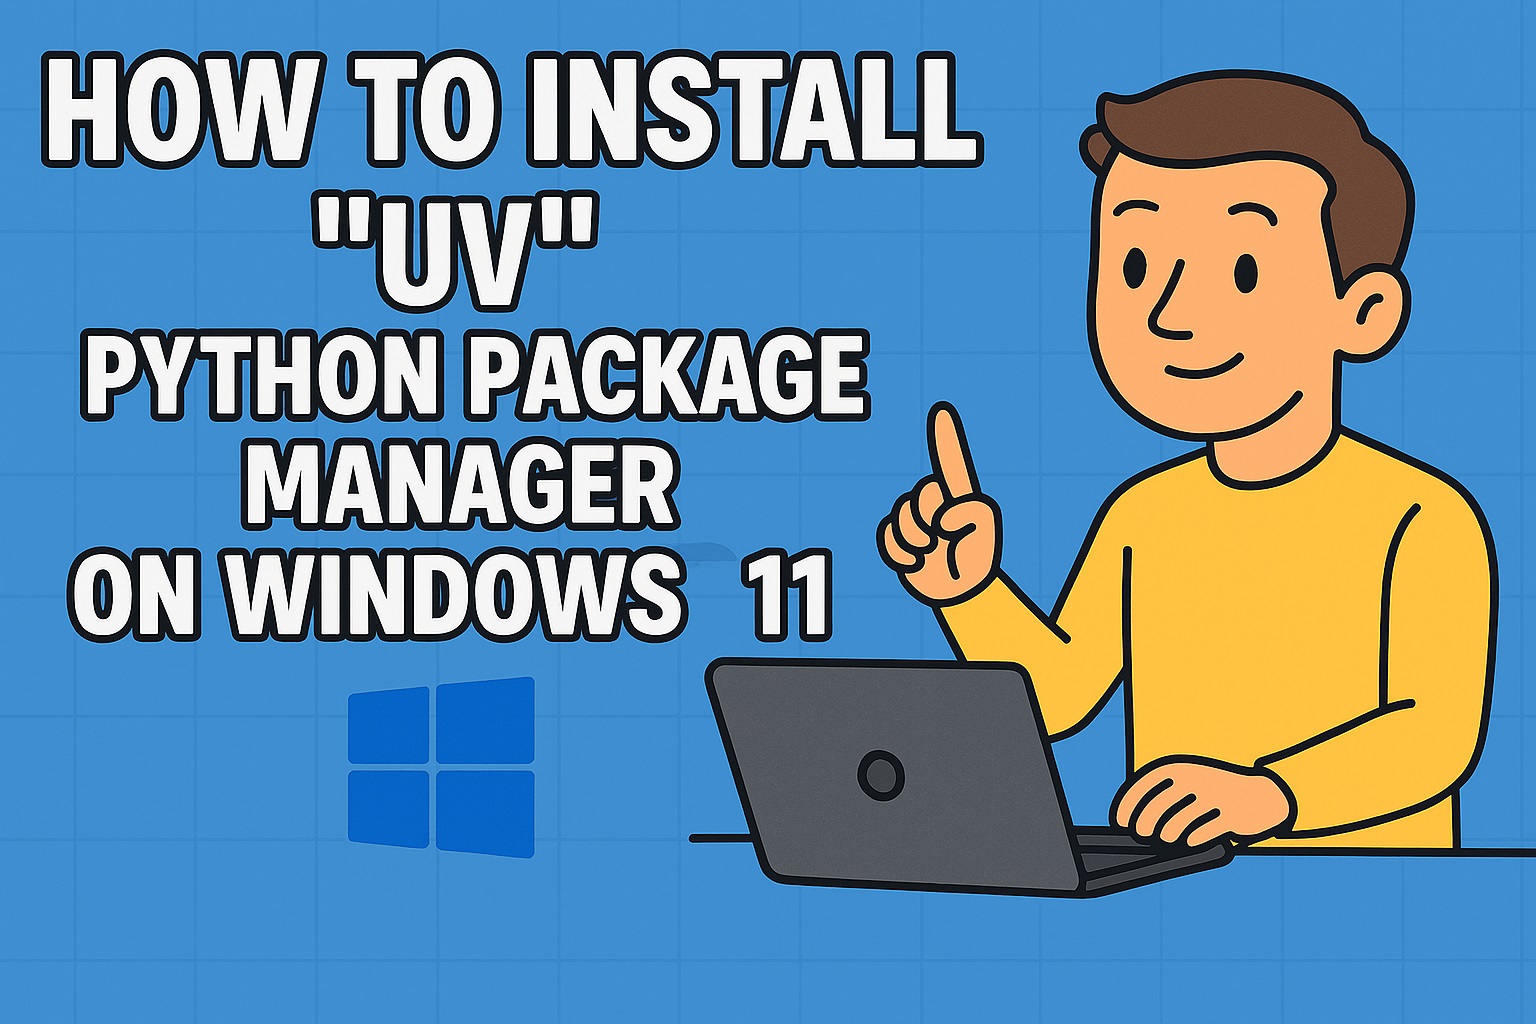 HOW TO INSTALL
"UV"
PYTHON PACKAGE
MANAGER
ON WINDOWS 11